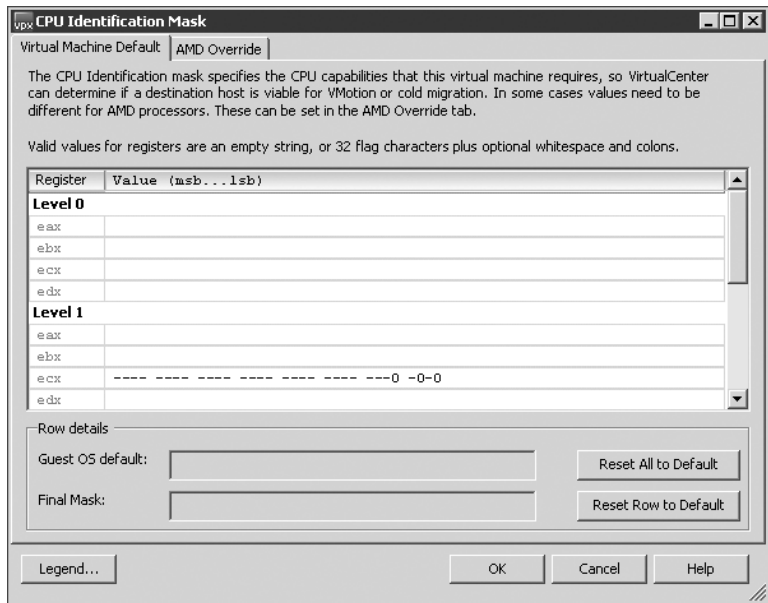 vpx CPU Identification Mask
Virtual Machine Default AMD Override
The CPU Identification mask specifies the CPU capabilities that this virtual machine requires, so VirtualCenter
can determine if a destination host is viable for VMotion or cold migration. In some cases values need to be
different for AMD processors. These can be set in the AMD Override tab.
Valid values for registers are an empty string, or 32 flag characters plus optional whitespace and colons.
Register Value (msb...lsb)
Level 0
eax
ebx
ecx
edx
Level 1
eax
ebx
ecx ---- ---- ---- ---- ---- ---- ---0 -0-0
edx
Row details
Guest OS default: Reset All to Default
Final Mask: Reset Row to Default
Legend... OK Cancel Help